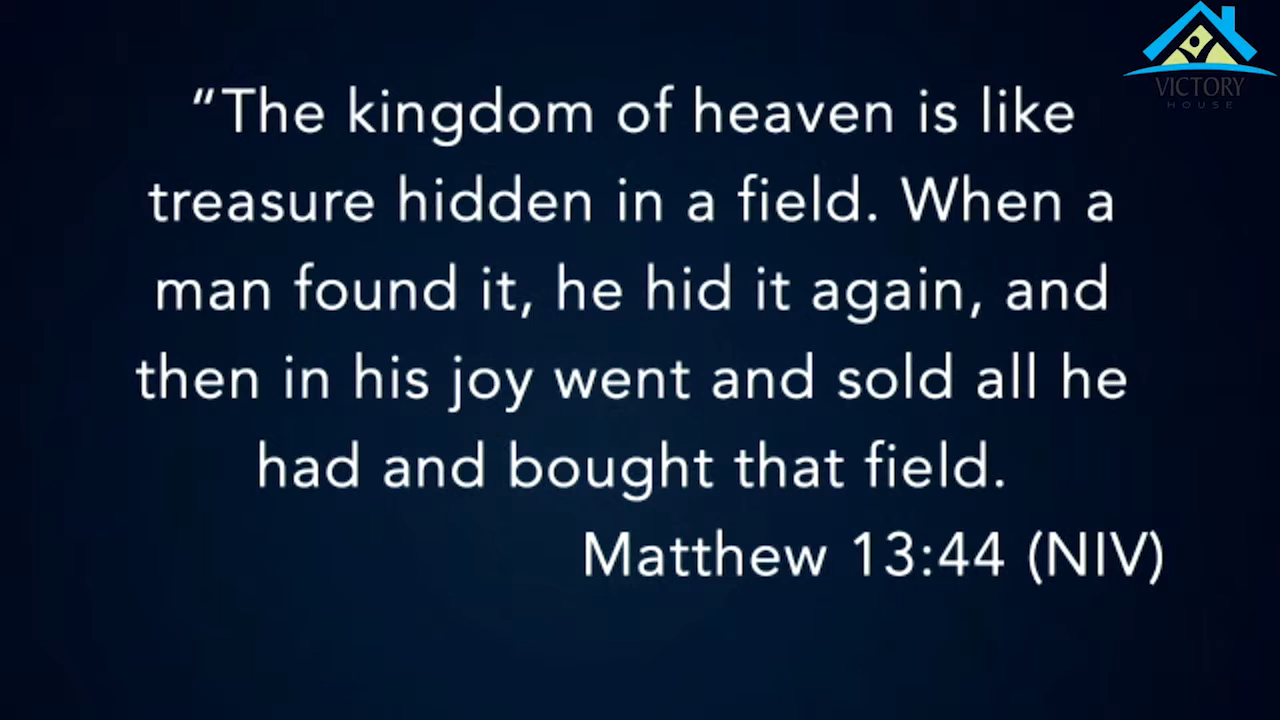 VICTORY
HOUSE
“The kingdom of heaven is like
treasure hidden in a field. When a
man found it, he hid it again, and
then in his joy went and sold all he
had and bought that field.
Matthew 13:44 (NIV)